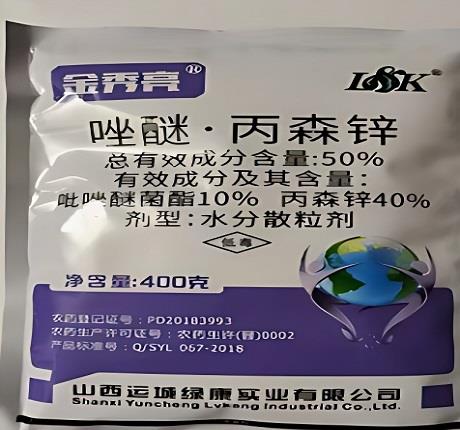 金秀亮®
LSK®
唑醚·丙森锌
总有效成分含量:50%
有效成分及其含量:
吡唑醚菌酯10% 丙森锌40%
剂型:水分散粒剂
低毒
净含量:400克
农药登记证号:PD20183993
农药生产许可证号:农药生许(晋)0002
产品标准号:Q/SYL 067-2018
山西运城绿康实业有限公司
Shanxi Yuncheng Lvkang Industrial Co.,Ltd.